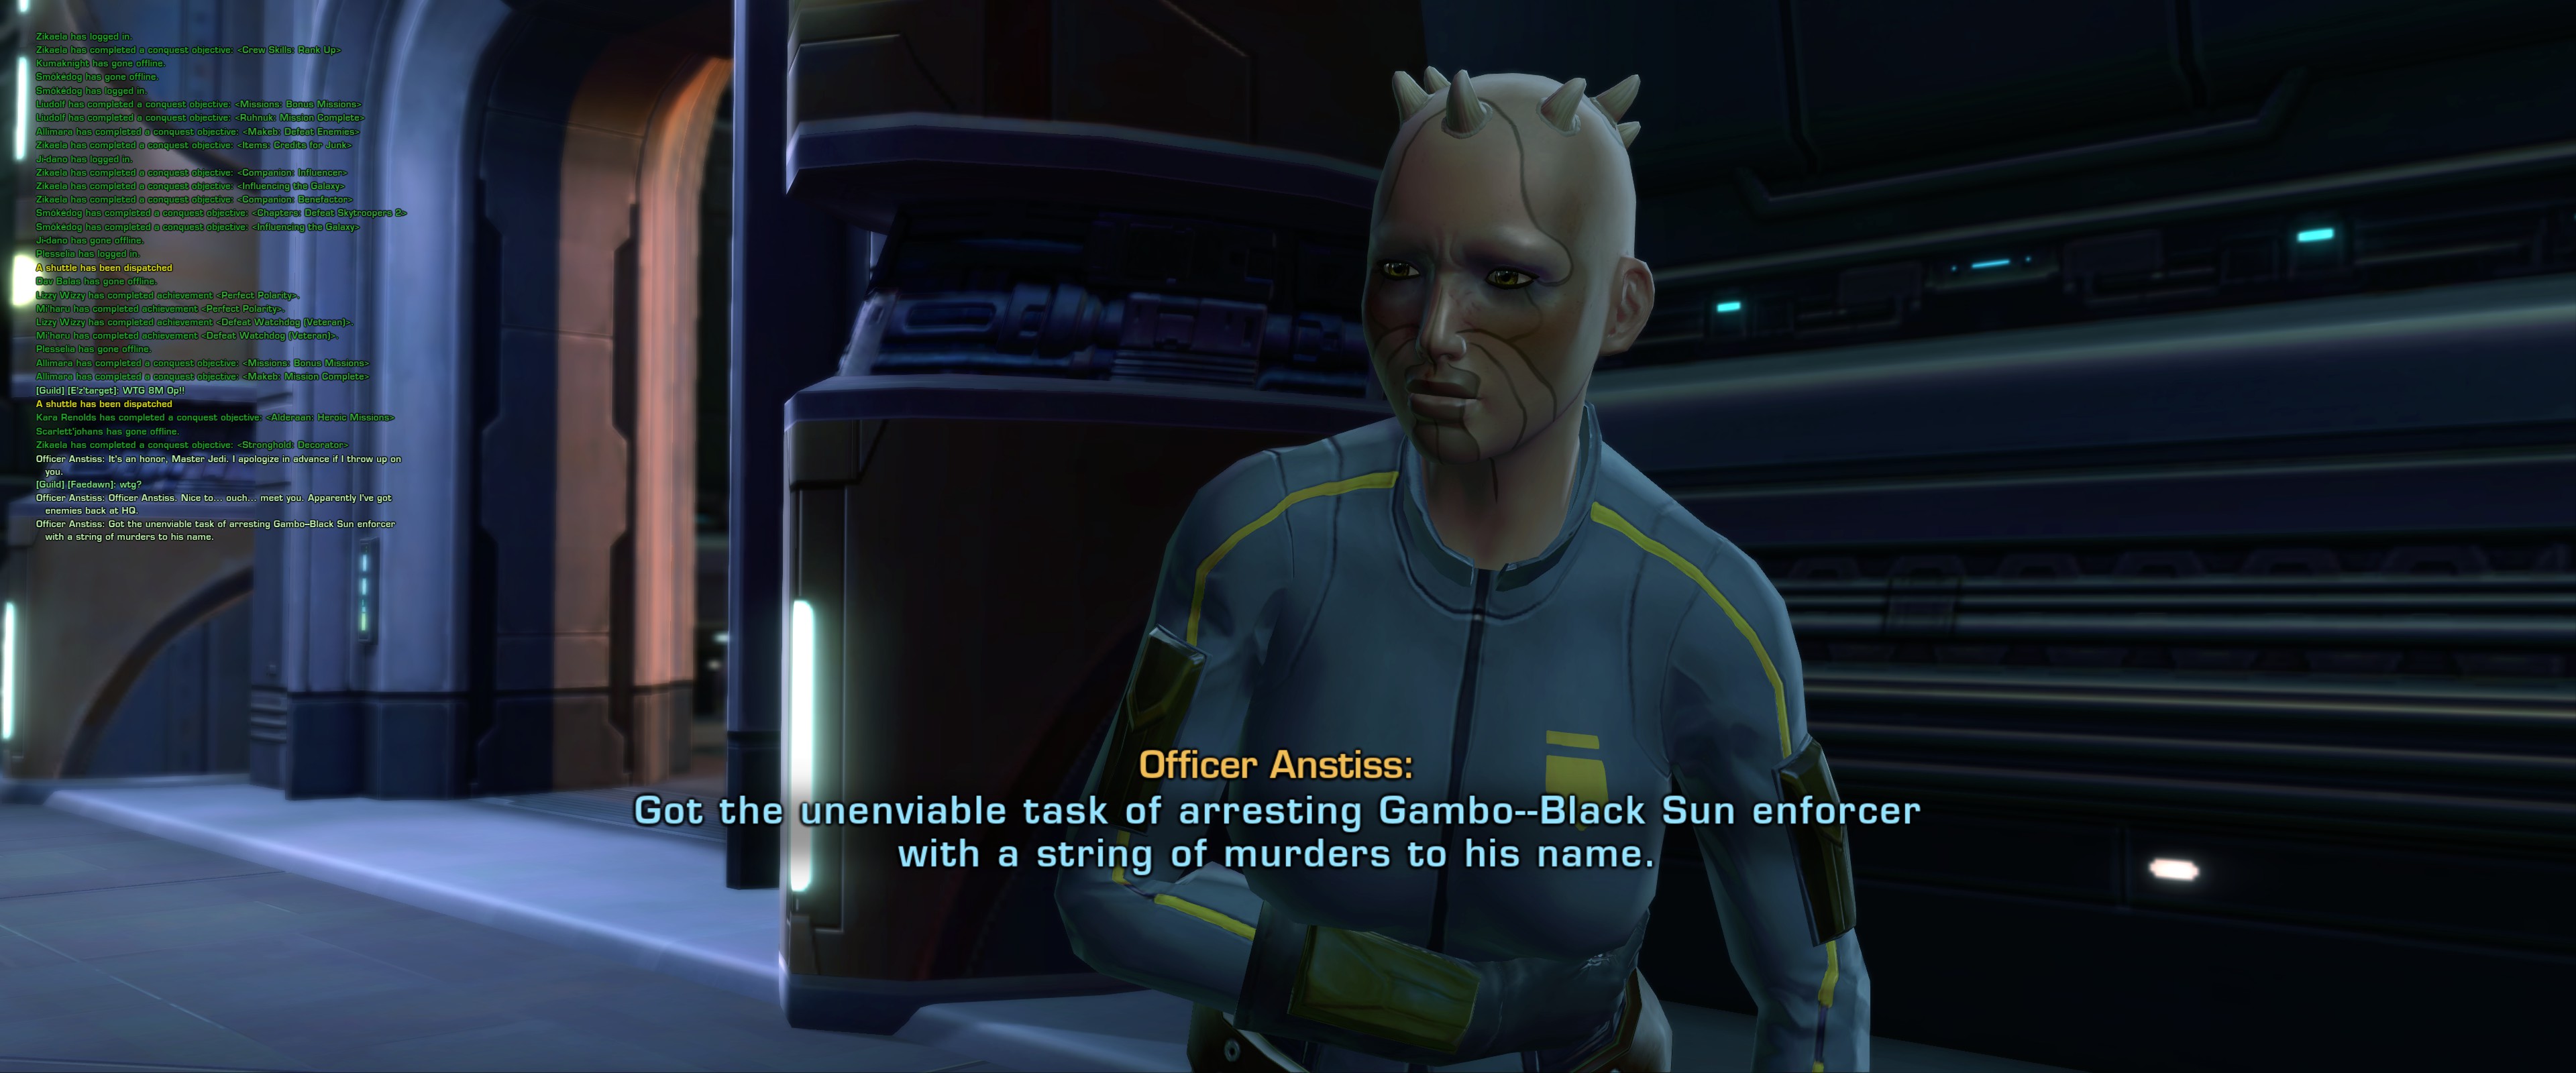 Zikaela has logged in.
Zikaela has completed a conquest objective: <Crew Skills: Rank Up>
Kumaknight has gone offline.
Smökëdog has gone offline.
Smökëdog has logged in.
Liudolf has completed a conquest objective: <Missions: Bonus Missions>
Liudolf has completed a conquest objective: <Ruhnuk: Mission Complete>
Allimara has completed a conquest objective: <Makeb: Defeat Enemies>
Zikaela has completed a conquest objective: <Items: Credits for Junk>
Ji-dano has logged in.
Zikaela has completed a conquest objective: <Companion: Influencer>
Zikaela has completed a conquest objective: <Influencing the Galaxy>
Zikaela has completed a conquest objective: <Companion: Benefactor>
Smökëdog has completed a conquest objective: <Chapters: Defeat Skytroopers 2>
Smökëdog has completed a conquest objective: <Influencing the Galaxy>
Ji-dano has gone offline.
Plesselia has logged in.
A shuttle has been dispatched
Dav Balas has gone offline.
Lizzy Wizzy has completed achievement <Perfect Polarity>.
Mi'haru has completed achievement <Perfect Polarity>.
Lizzy Wizzy has completed achievement <Defeat Watchdog (Veteran)>.
Mi'haru has completed achievement <Defeat Watchdog (Veteran)>.
Plesselia has gone offline.
Allimara has completed a conquest objective: <Missions: Bonus Missions>
Allimara has completed a conquest objective: <Makeb: Mission Complete>
[Guild] [E'z'target]: WTG 8M Op!!
A shuttle has been dispatched
Kara Renolds has completed a conquest objective: <Alderaan: Heroic Missions>
Scarlett'johans has gone offline.
Zikaela has completed a conquest objective: <Stronghold: Decorator>
Officer Anstiss: It's an honor, Master Jedi. I apologize in advance if I throw up on
you.
[Guild] [Faedawn]: wtg?
Officer Anstiss: Officer Anstiss. Nice to... ouch... meet you. Apparently I've got
enemies back at HQ.
Officer Anstiss: Got the unenviable task of arresting Gambo--Black Sun enforcer
with a string of murders to his name.
Officer Anstiss:
Got the unenviable task of arresting Gambo--Black Sun enforcer
with a string of murders to his name.